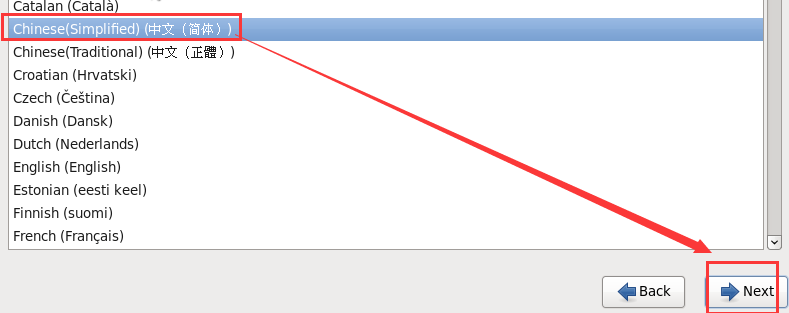 Catalan (Català)
Chinese(Simplified) (中文（简体）)
Chinese(Traditional) (中文（正體）)
Croatian (Hrvatski)
Czech (Čeština)
Danish (Dansk)
Dutch (Nederlands)
English (English)
Estonian (eesti keel)
Finnish (suomi)
French (Français)
Back
Next